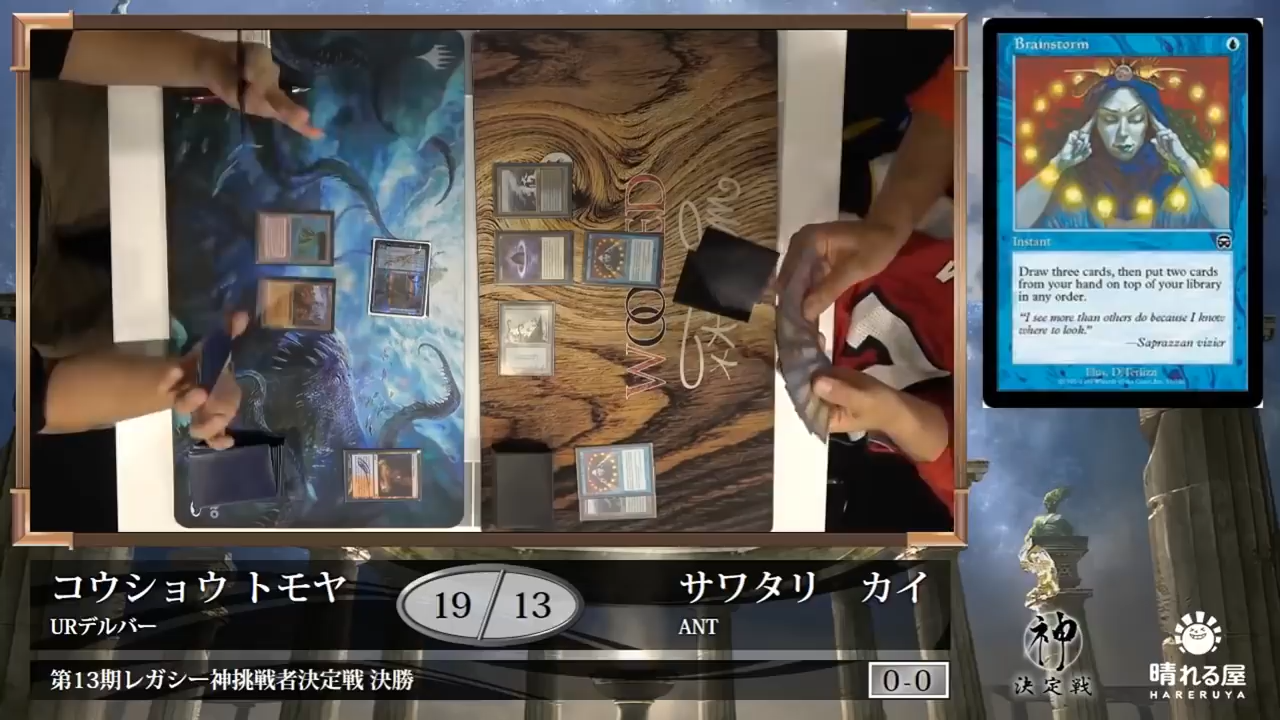 Brainstorm
Instant
Draw three cards, then put two cards
from your hand on top of your library
in any order.
"I see more than others do because I know
where to look."
—Saprazzan vizier
Illus. D.Terlizzi
コウショウ トモヤ
URデルバー
19 / 13
サワタリ カイ
ANT
第13期レガシー神挑戦者決定戦 決勝
0-0
神
決定戦
晴れる屋
HARERUYA